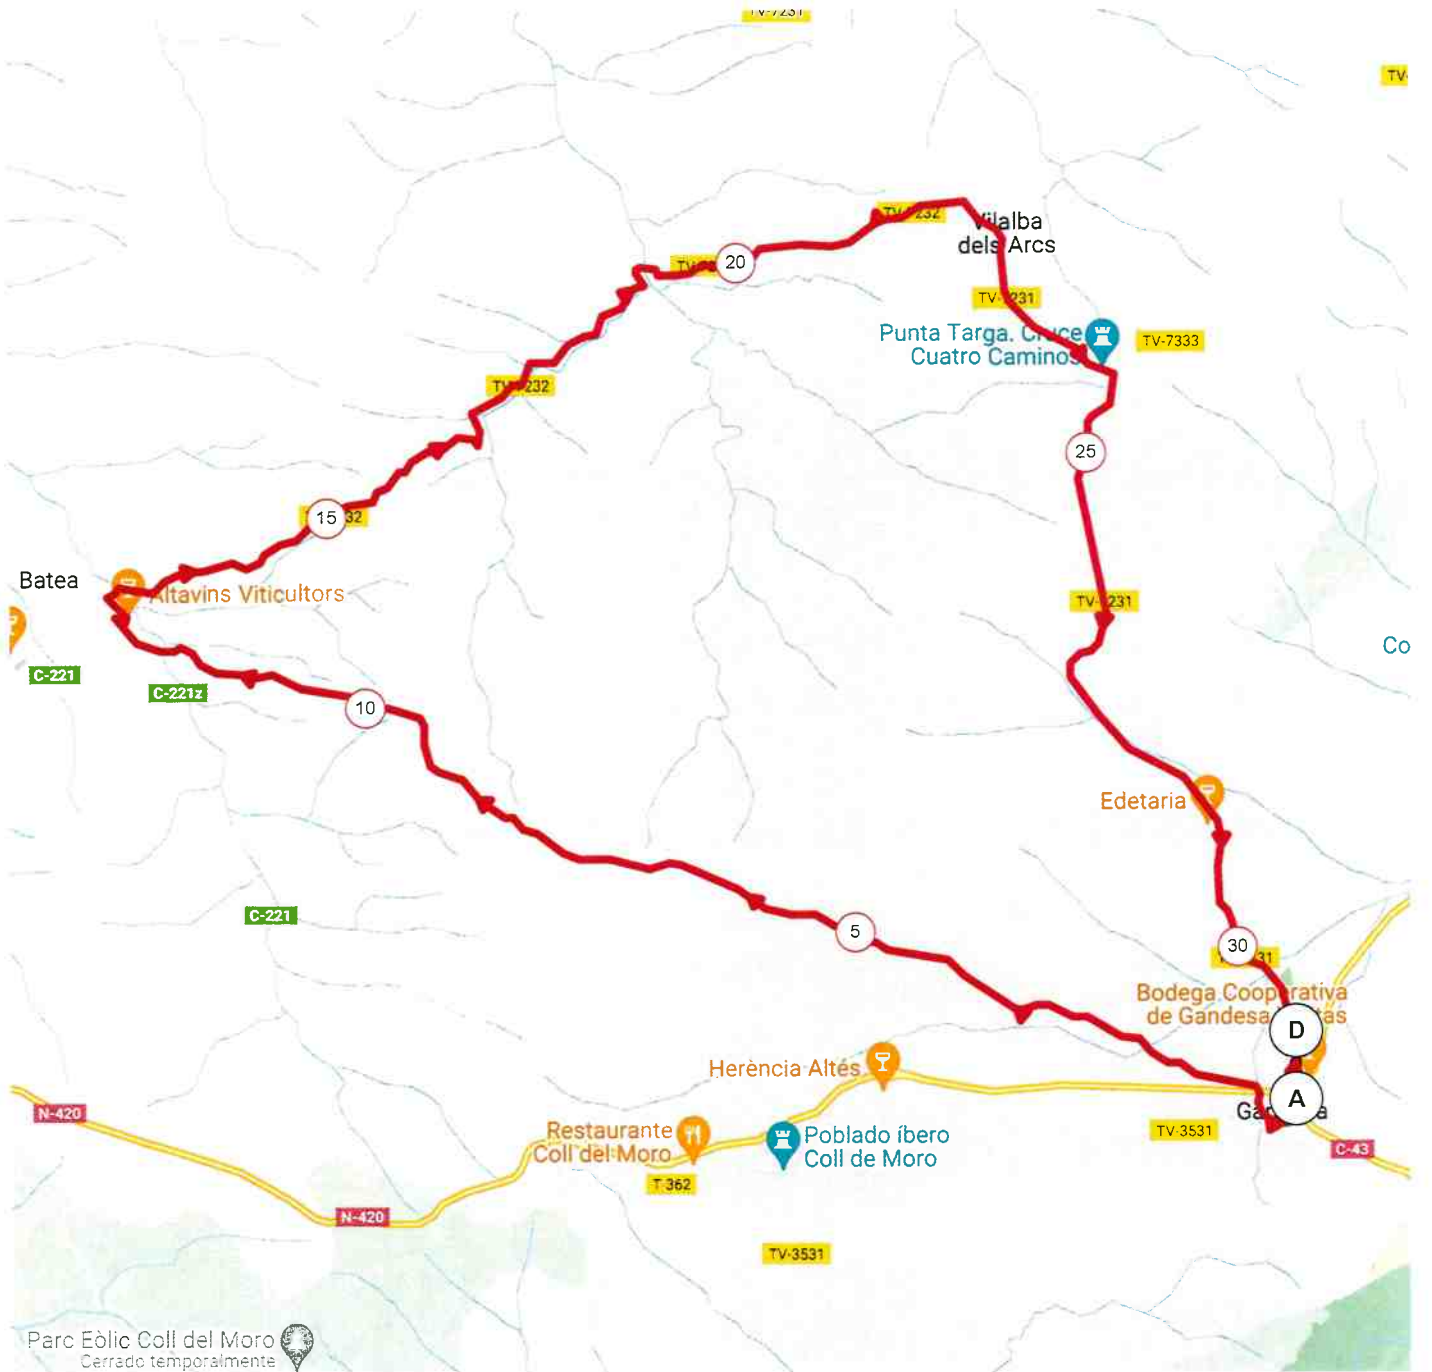 TV-7231
TV-
Vilalba
dels Arcs
20
Punta Targa. Cruce
Cuatro Caminos
TV-7333
25
15
Batea
Altavins Viticultors
C-221
C-221z
Co
10
Edetaria
C-221
5
30
Bodega Cooperativa
de Gandesa
D
Herència Altés
A
N-420
TV-3531
Restaurante
Coll del Moro
Poblado íbero
Coll de Moro
C-43
T-362
N-420
TV-3531
Parc Eòlic Coll del Moro
Cerrado temporalmente